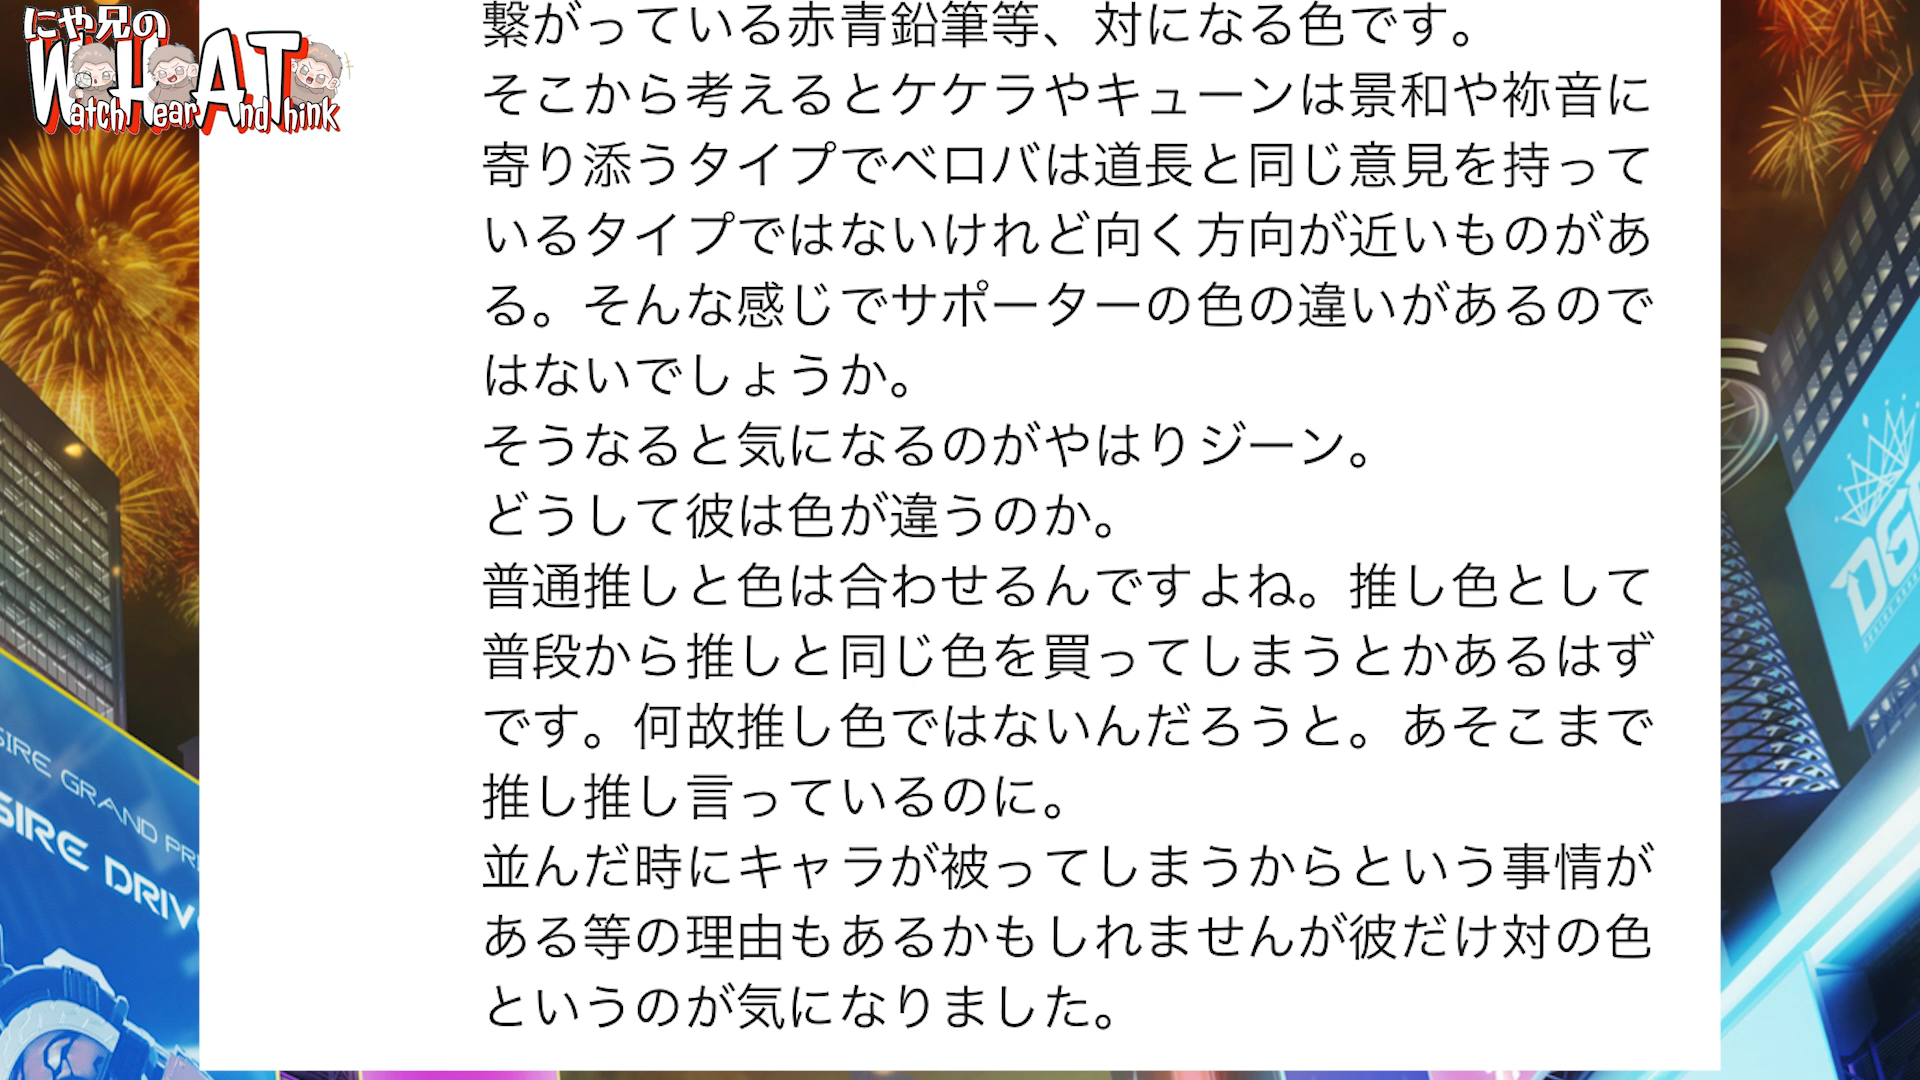 にや兄の
WHAT
Watch Hear And Think
繋がっている赤青鉛筆等、対になる色です。
そこから考えるとケケラやキューンは景和や祢音に
寄り添うタイプでベロバは道長と同じ意見を持って
いるタイプではないけれど向く方向が近いものがあ
る。そんな感じでサポーターの色の違いがあるので
はないでしょうか。
そうなると気になるのがやはりジーン。
どうして彼は色が違うのか。
普通推しと色は合わせるんですよね。推し色として
普段から推しと同じ色を買ってしまうとかあるはず
です。何故推し色ではないんだろうと。あそこまで
推し推し言っているのに。
並んだ時にキャラが被ってしまうからという事情が
ある等の理由もあるかもしれませんが彼だけ対の色
というのが気になりました。
SIRE GRAND PRI
SIRE DRIV
DG